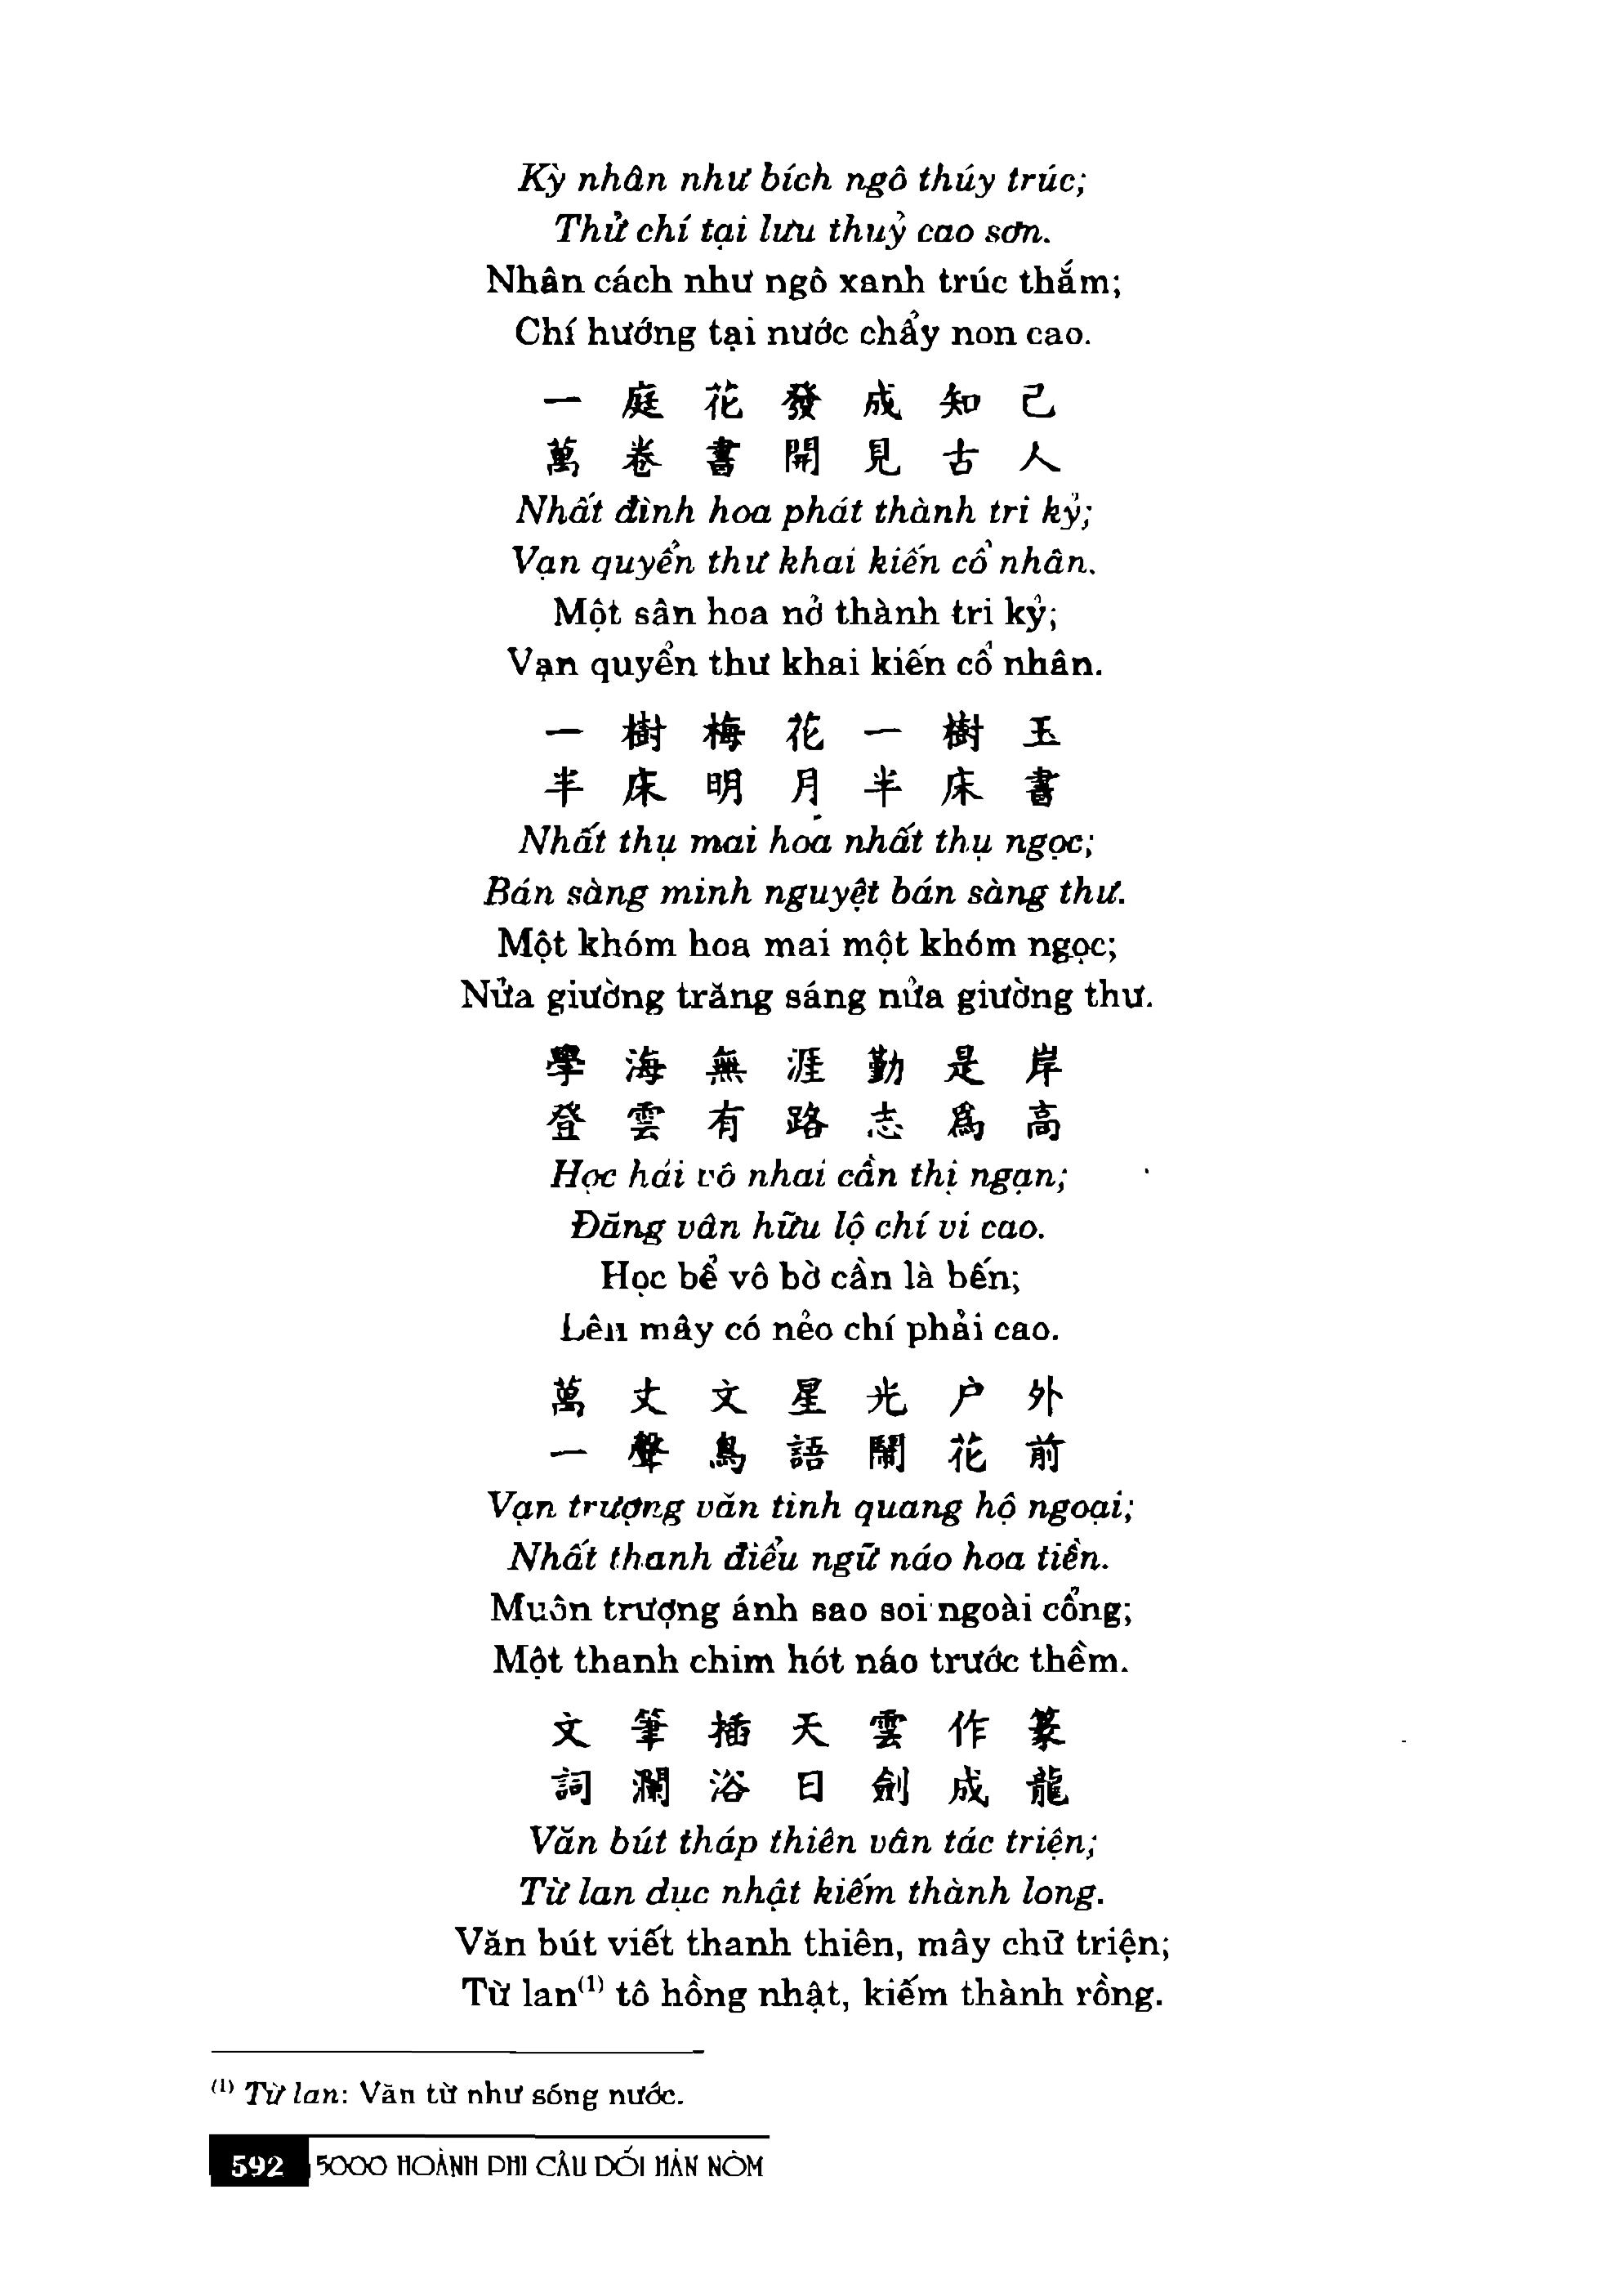 Kỳ nhân như bích ngô thúy trúc;
Thử chí tại lưu thuỷ cao sơn.
Nhân cách như ngô xanh trúc thắm;
Chí hướng tại nước chẩy non cao.
一 庭 花 發 成 知 己
萬 卷 書 開 見 古 人
Nhất đình hoa phát thành tri kỷ;
Vạn quyển thư khai kiến cổ nhân.
Một sân hoa nở thành tri kỷ;
Vạn quyển thư khai kiến cổ nhân.
一 樹 梅 花 一 樹 玉
半 床 明 月 半 床 書
Nhất thụ mai hoa nhất thụ ngọc;
Bán sàng minh nguyệt bán sàng thư.
Một khóm hoa mai một khóm ngọc;
Nửa giường trăng sáng nửa giường thư.
學 海 無 涯 勤 是 岸
登 雲 有 路 志 爲 高
Học hải vô nhai cần thị ngạn;
Đăng vân hữu lộ chí vi cao.
Học bể vô bờ cần là bến;
Lên mây có nẻo chí phải cao.
萬 丈 文 星 光 户 外
一 聲 鳥 語 鬧 花 前
Vạn trượng văn tinh quang hộ ngoại;
Nhất thanh điểu ngữ náo hoa tiền.
Muôn trượng ánh sao soi ngoài cổng;
Một thanh chim hót náo trước thềm.
文 筆 插 天 雲 作 篆
詞 瀾 浴 日 劍 成 龍
Văn bút tháp thiên vân tác triện;
Từ lan dục nhật kiếm thành long.
Văn bút viết thanh thiên, mây chữ triện;
Từ lan(1) tô hồng nhật, kiếm thành rồng.
(1) Từ lan: Văn từ như sóng nước.
592 5000 HOÀNH PHI CÂU ĐỐI HÁN NÔM